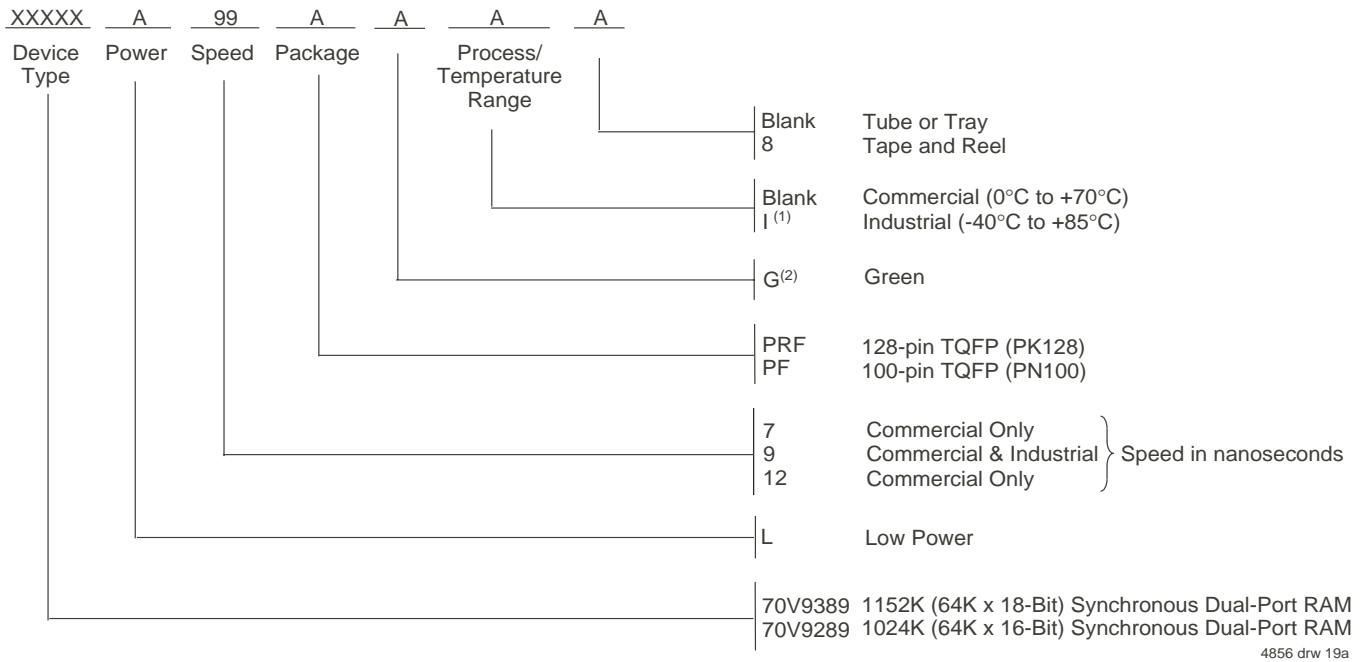 XXXXX A 99 A A A A
Device Type Power Speed Package Process/ Temperature Range
Blank Tube or Tray
8 Tape and Reel
Blank Commercial (0°C to +70°C)
I (1) Industrial (-40°C to +85°C)
G(2) Green
PRF 128-pin TQFP (PK128)
PF 100-pin TQFP (PN100)
7 Commercial Only
9 Commercial & Industrial Speed in nanoseconds
12 Commercial Only
L Low Power
70V9389 1152K (64K x 18-Bit) Synchronous Dual-Port RAM
70V9289 1024K (64K x 16-Bit) Synchronous Dual-Port RAM
4856 drw 19a